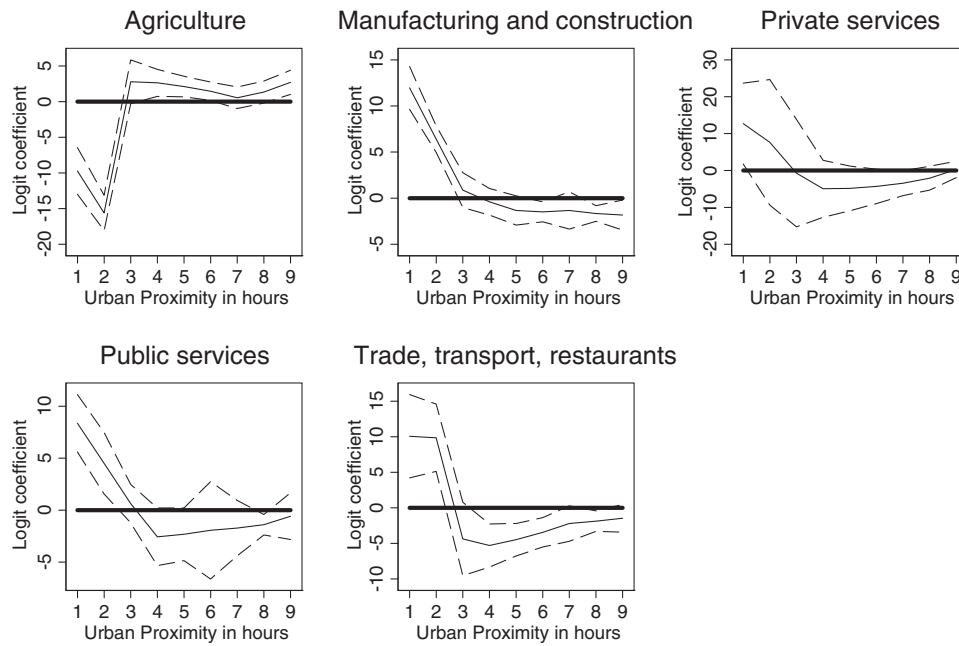 Agriculture
Manufacturing and construction
Private services
Logit coefficient
5
0
-5
-10
-15
-20
1 2 3 4 5 6 7 8 9
Urban Proximity in hours
Logit coefficient
15
10
5
0
-5
1 2 3 4 5 6 7 8 9
Urban Proximity in hours
Logit coefficient
30
20
10
0
-10
-20
1 2 3 4 5 6 7 8 9
Urban Proximity in hours
Public services
Trade, transport, restaurants
Logit coefficient
10
5
0
-5
1 2 3 4 5 6 7 8 9
Urban Proximity in hours
Logit coefficient
15
10
5
0
-5
-10
1 2 3 4 5 6 7 8 9
Urban Proximity in hours